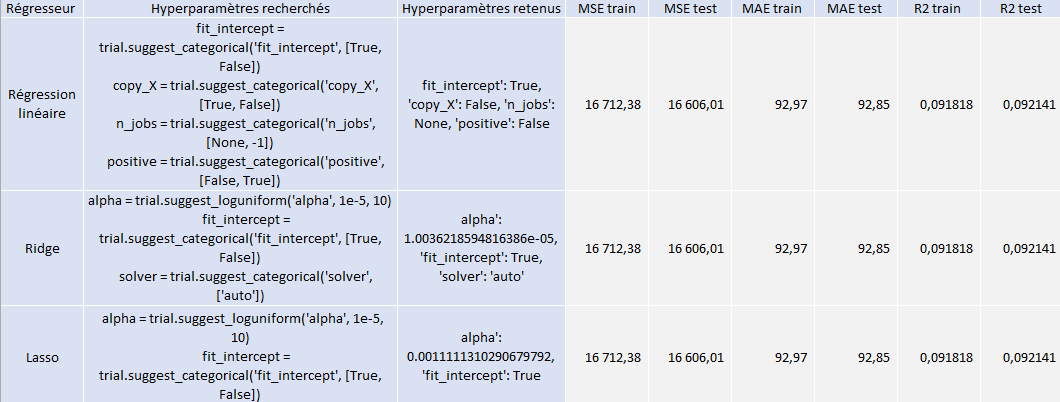 Régresseur Hyperparamètres recherchés Hyperparamètres retenus MSE train MSE test MAE train MAE test R2 train R2 test
Régression linéaire
fit_intercept =
trial.suggest_categorical('fit_intercept', [True,
False])
copy_X = trial.suggest_categorical('copy_X',
[True, False])
n_jobs = trial.suggest_categorical('n_jobs',
[None, -1])
positive = trial.suggest_categorical('positive',
[False, True])
fit_intercept': True,
'copy_X': False, 'n_jobs':
None, 'positive': False
16 712,38 16 606,01 92,97 92,85 0,091818 0,092141
Ridge
alpha = trial.suggest_loguniform('alpha', 1e-5, 10)
fit_intercept =
trial.suggest_categorical('fit_intercept', [True,
False])
solver = trial.suggest_categorical('solver',
['auto'])
alpha':
1.0036218594816386e-05,
'fit_intercept': True,
'solver': 'auto'
16 712,38 16 606,01 92,97 92,85 0,091818 0,092141
Lasso
alpha = trial.suggest_loguniform('alpha', 1e-5,
10)
fit_intercept =
trial.suggest_categorical('fit_intercept', [True,
False])
alpha':
0.0011111310290679792,
'fit_intercept': True
16 712,38 16 606,01 92,97 92,85 0,091818 0,092141